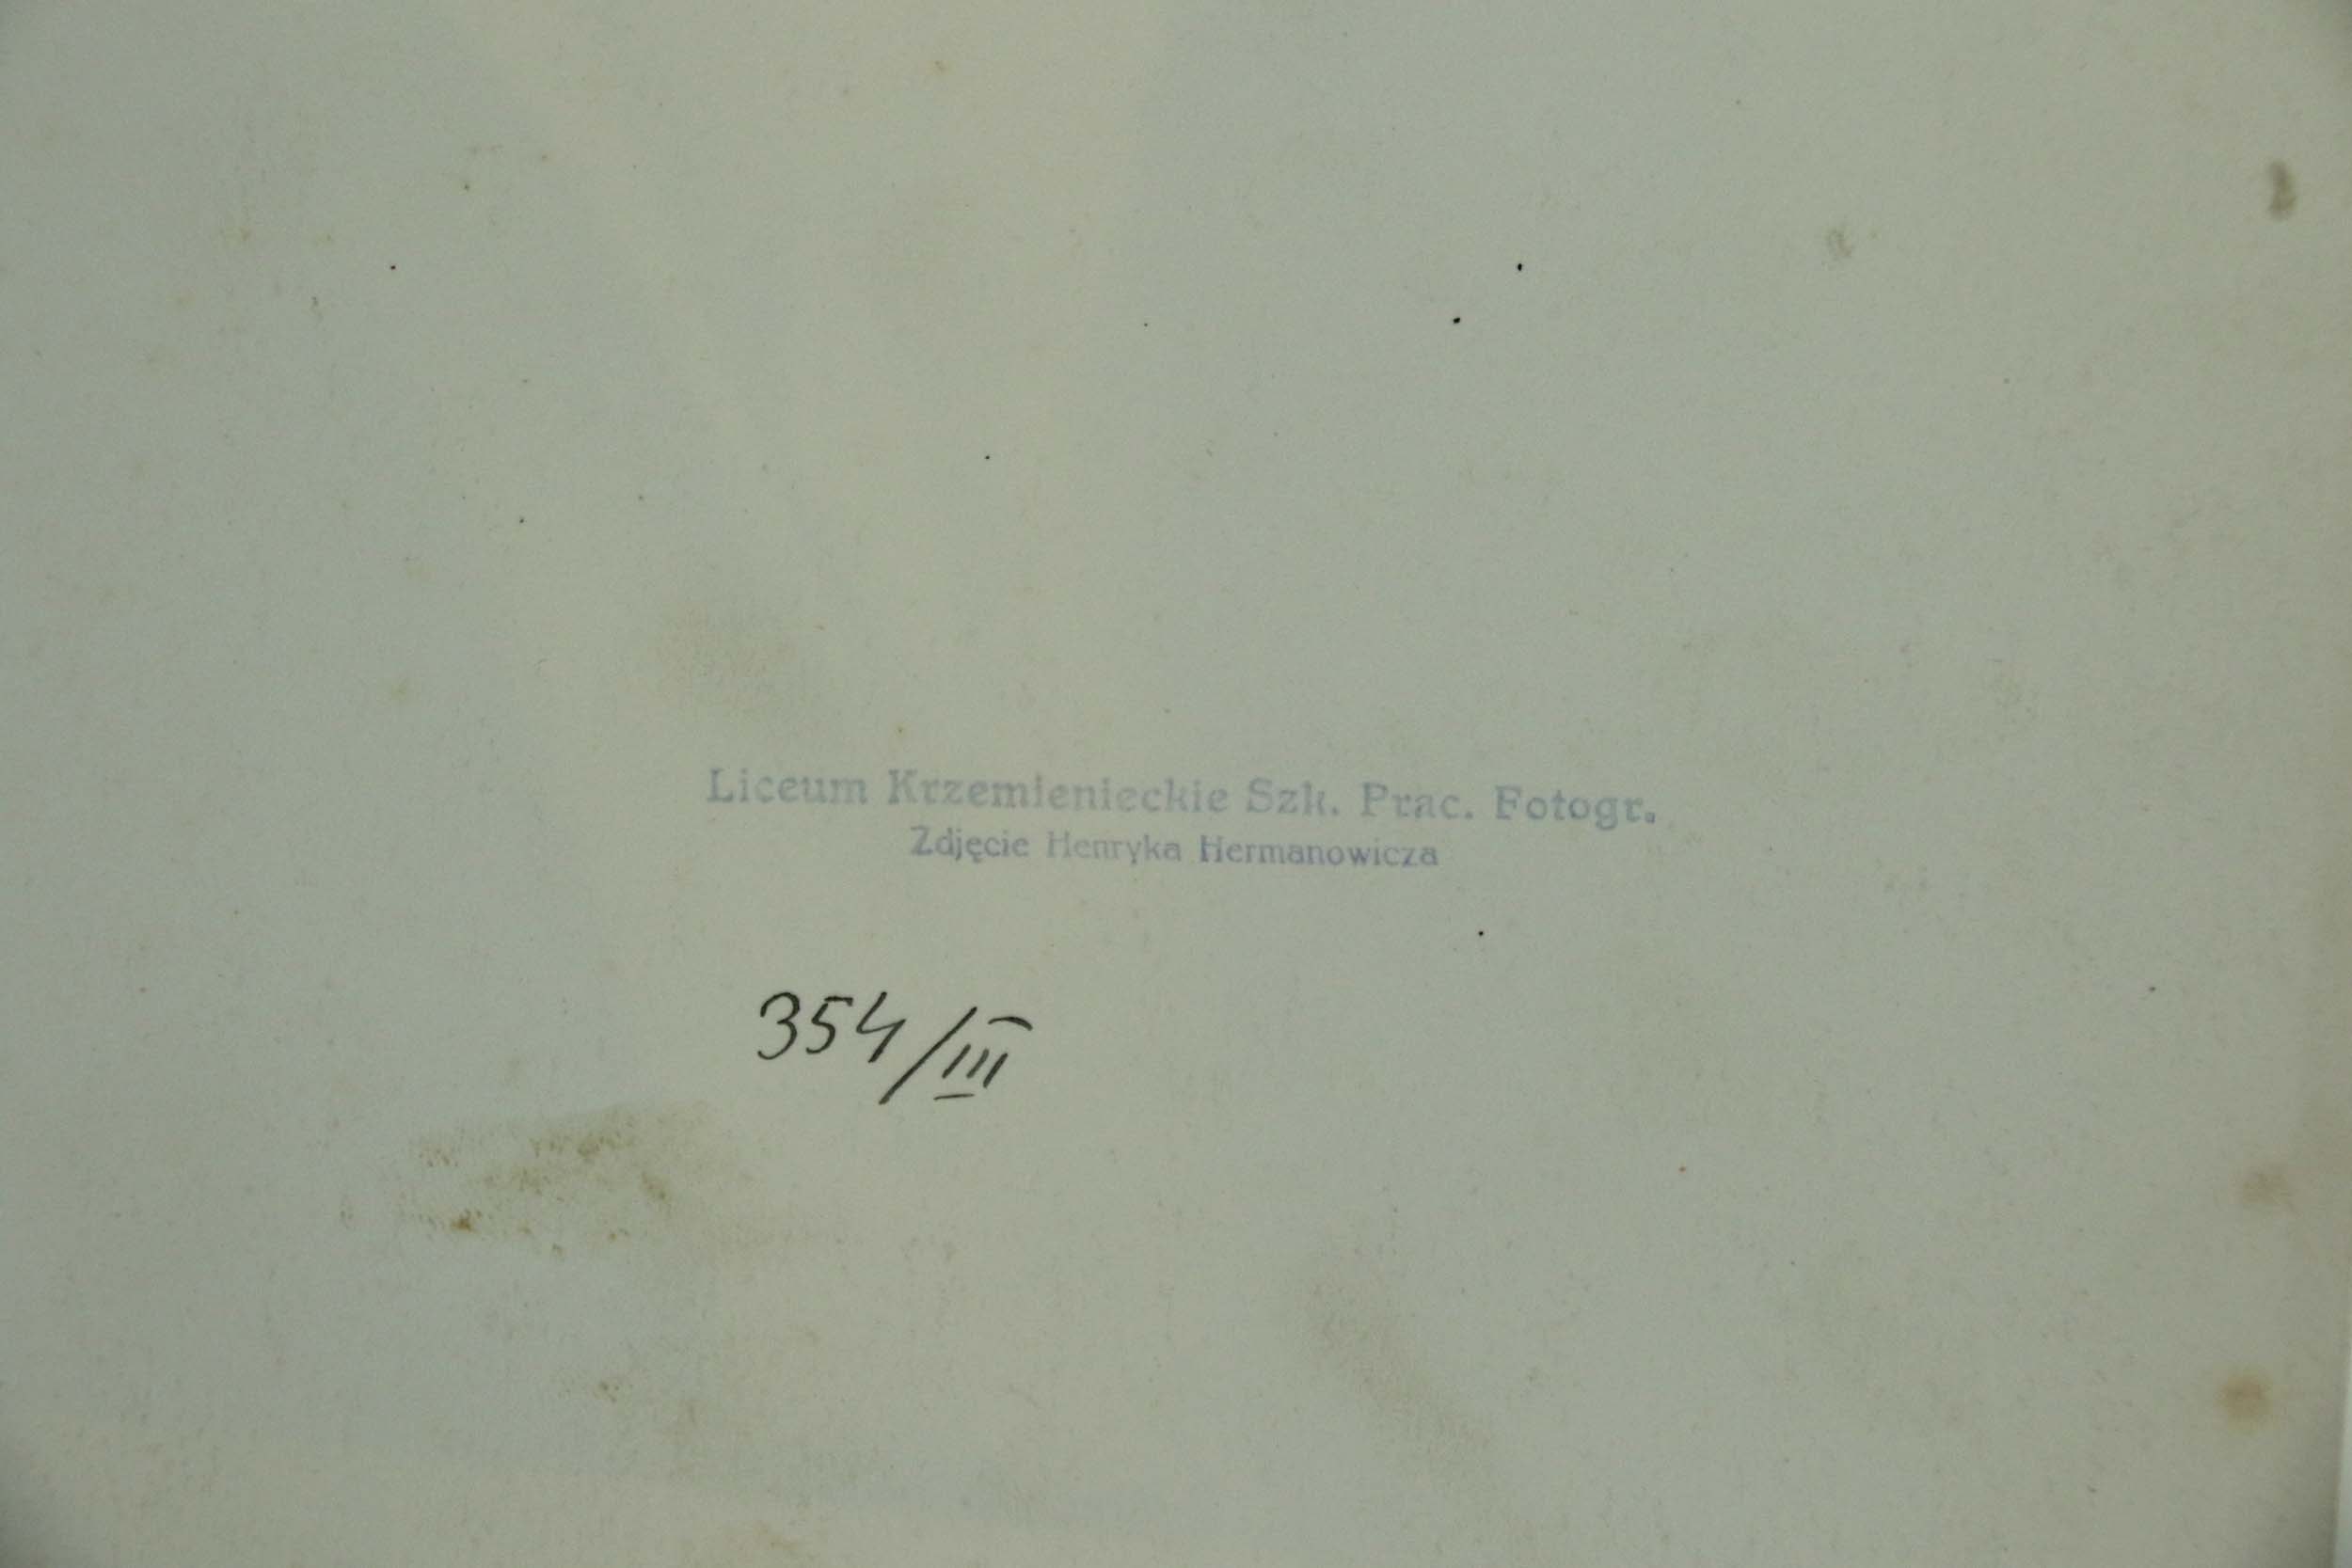 Liceum Krzemienieckie Szk. Prac. Fotogr.
Zdjęcie Henryka Hermanowicza
354/III